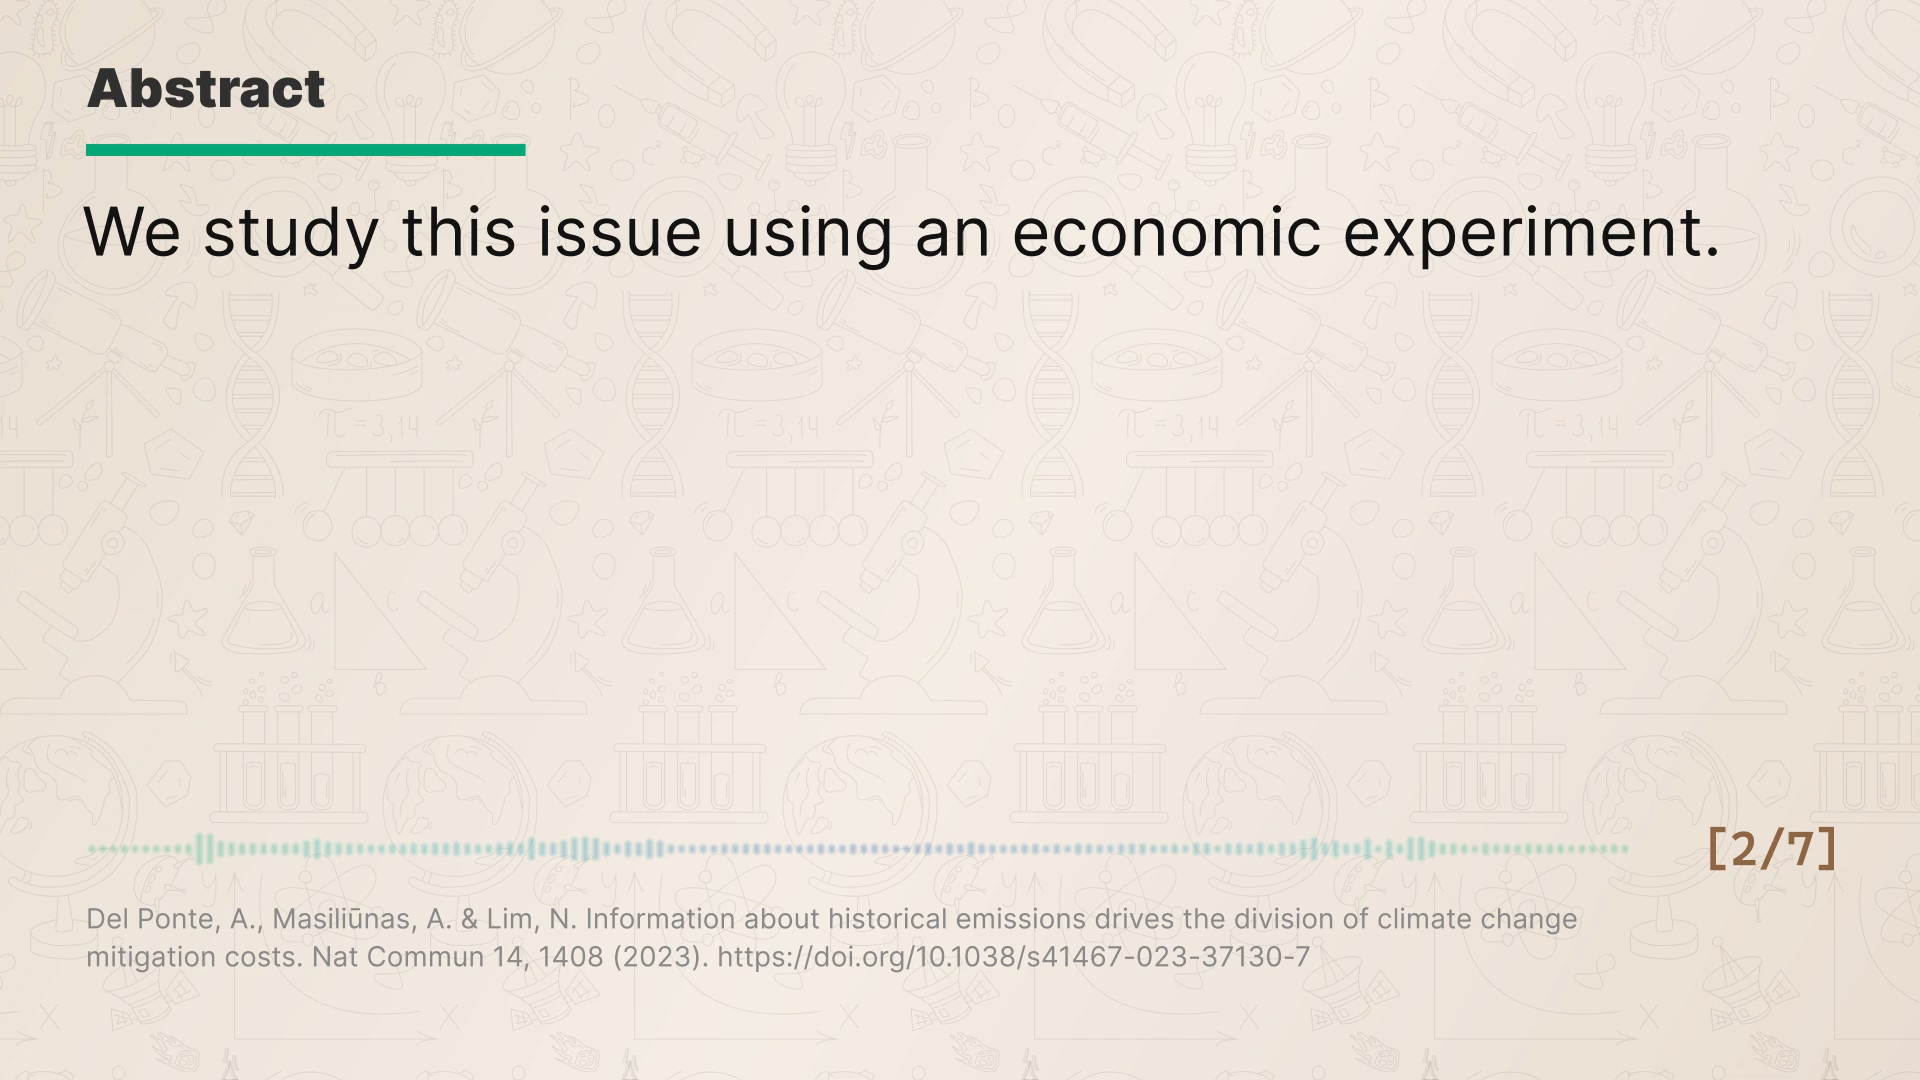 Abstract
We study this issue using an economic experiment.
[2/7]
Del Ponte, A., Masiliūnas, A. & Lim, N. Information about historical emissions drives the division of climate change
mitigation costs. Nat Commun 14, 1408 (2023). https://doi.org/10.1038/s41467-023-37130-7